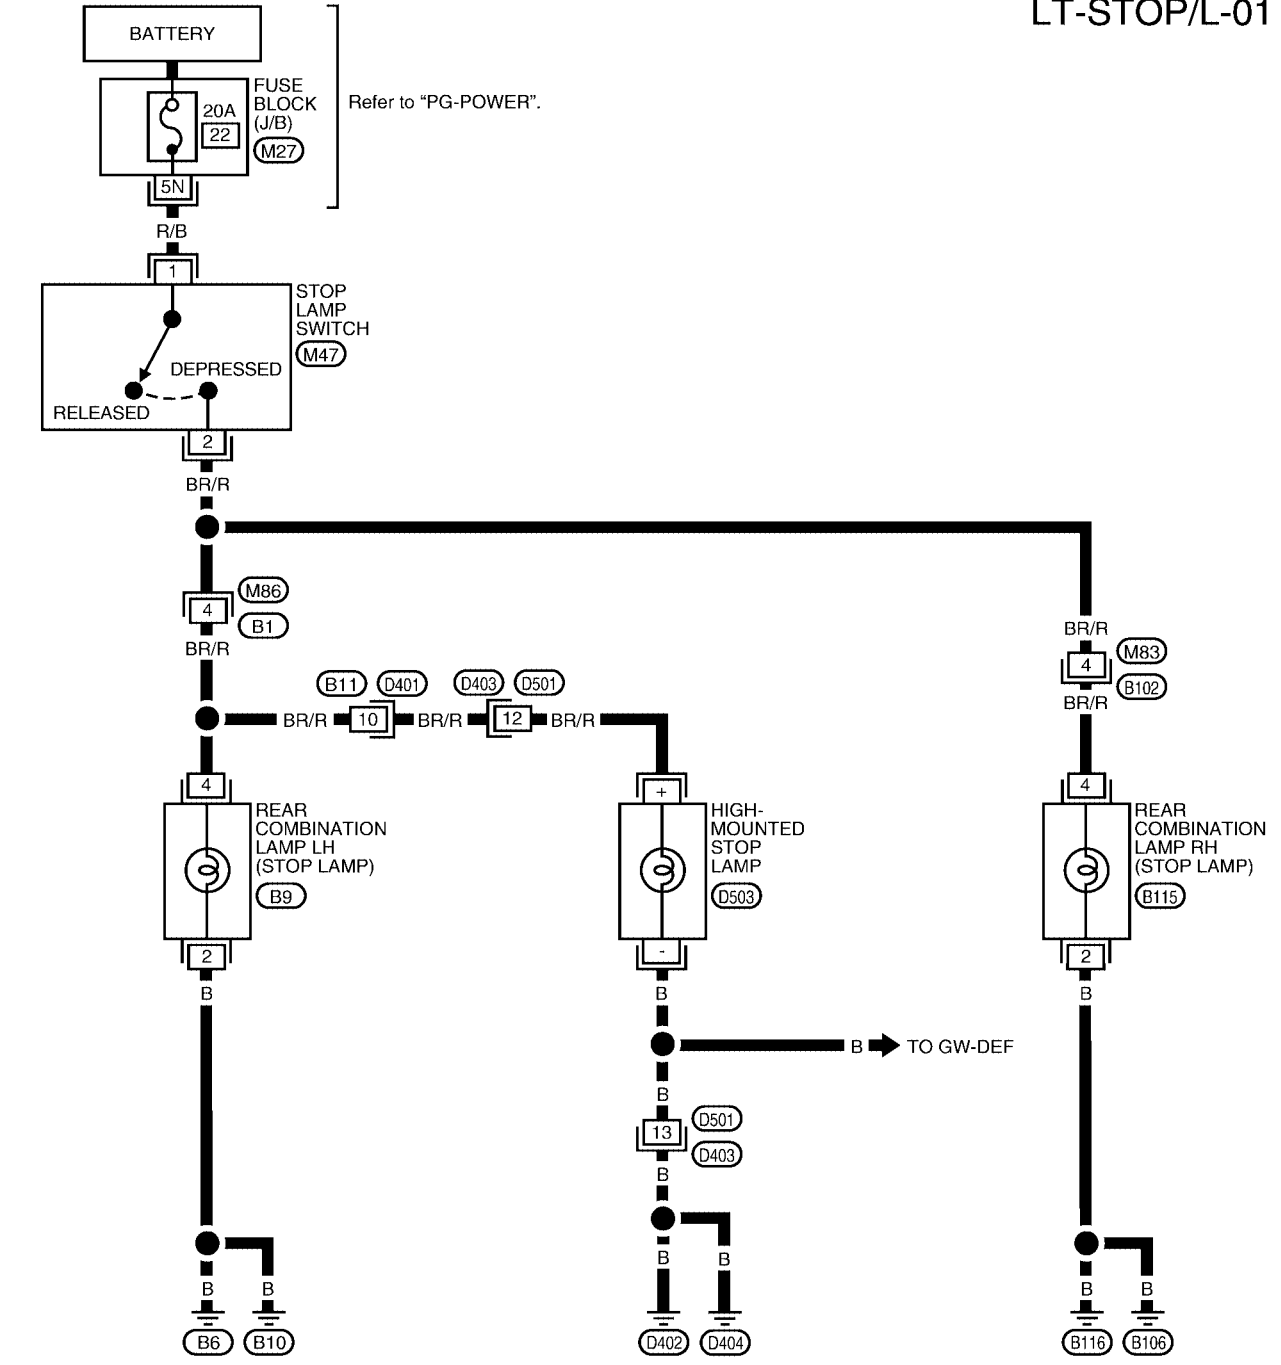 LT-STOP/L-01
BATTERY
FUSE
BLOCK
(J/B)
M27
20A
22
Refer to “PG-POWER”.
5N
R/B
1
STOP
LAMP
SWITCH
M47
DEPRESSED
RELEASED
2
BR/R
M86
4
B1
BR/R
BR/R
M83
4
B102
BR/R
B11
D401
D403
D501
BR/R
10
BR/R
12
BR/R
4
+
4
REAR
COMBINATION
LAMP LH
(STOP LAMP)
B9
HIGH-
MOUNTED
STOP
LAMP
D503
REAR
COMBINATION
LAMP RH
(STOP LAMP)
B115
2
-
2
B
B
B
B
TO GW-DEF
B
D501
13
D403
B
B
B
B
B
B
B
B6
B10
D402
D404
B116
B106